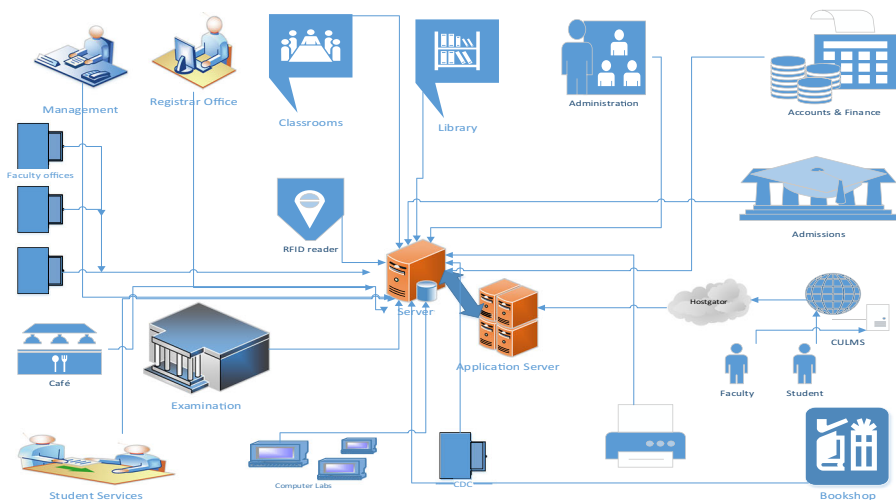 Management
Registrar Office
Classrooms
Library
Administration
Accounts & Finance
Faculty offices
RFID reader
Admissions
Server
Hostgator
CULMS
Application Server
Café
Faculty
Student
Examination
Student Services
Computer Labs
CDC
Bookshop